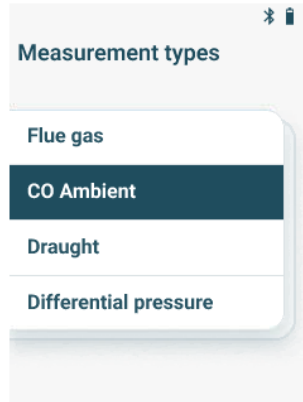 Measurement types
Flue gas
CO Ambient
Draught
Differential pressure